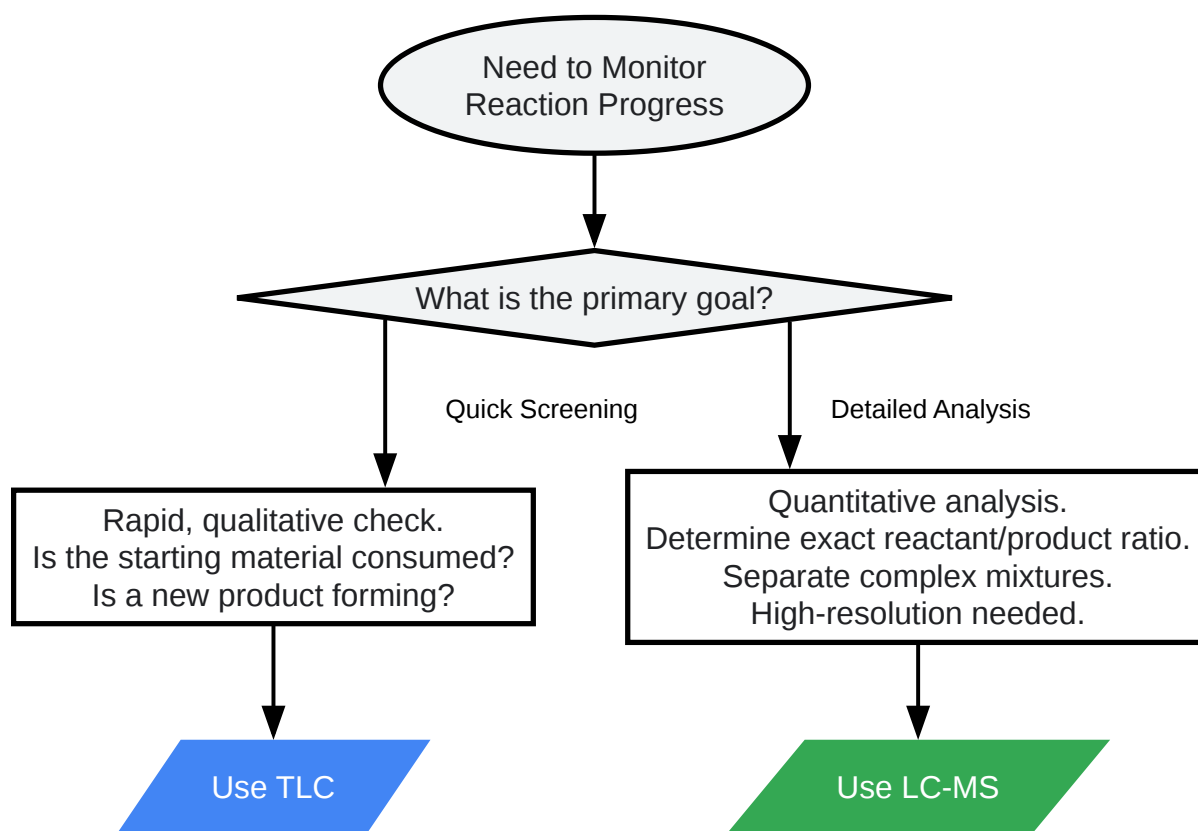 Need to Monitor
Reaction Progress
What is the primary goal?
Quick Screening
Detailed Analysis
Rapid, qualitative check.
Is the starting material consumed?
Is a new product forming?
Quantitative analysis.
Determine exact reactant/product ratio.
Separate complex mixtures.
High-resolution needed.
Use TLC
Use LC-MS